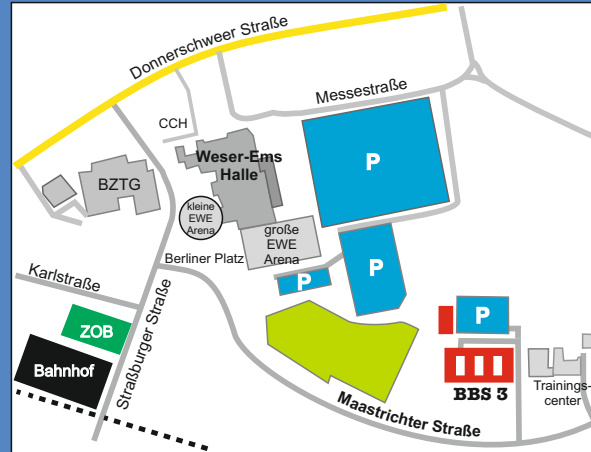 Donnerschweer Straße
Messestraße
CCH
Weser-Ems
Halle
P
BZTG
kleine
EWE
Arena
große
EWE
Arena
Berliner Platz
P
P
Karlstraße
ZOB
Bahnhof
Straßburger Straße
P
BBS 3
Trainings-
center
Maastrichter Straße